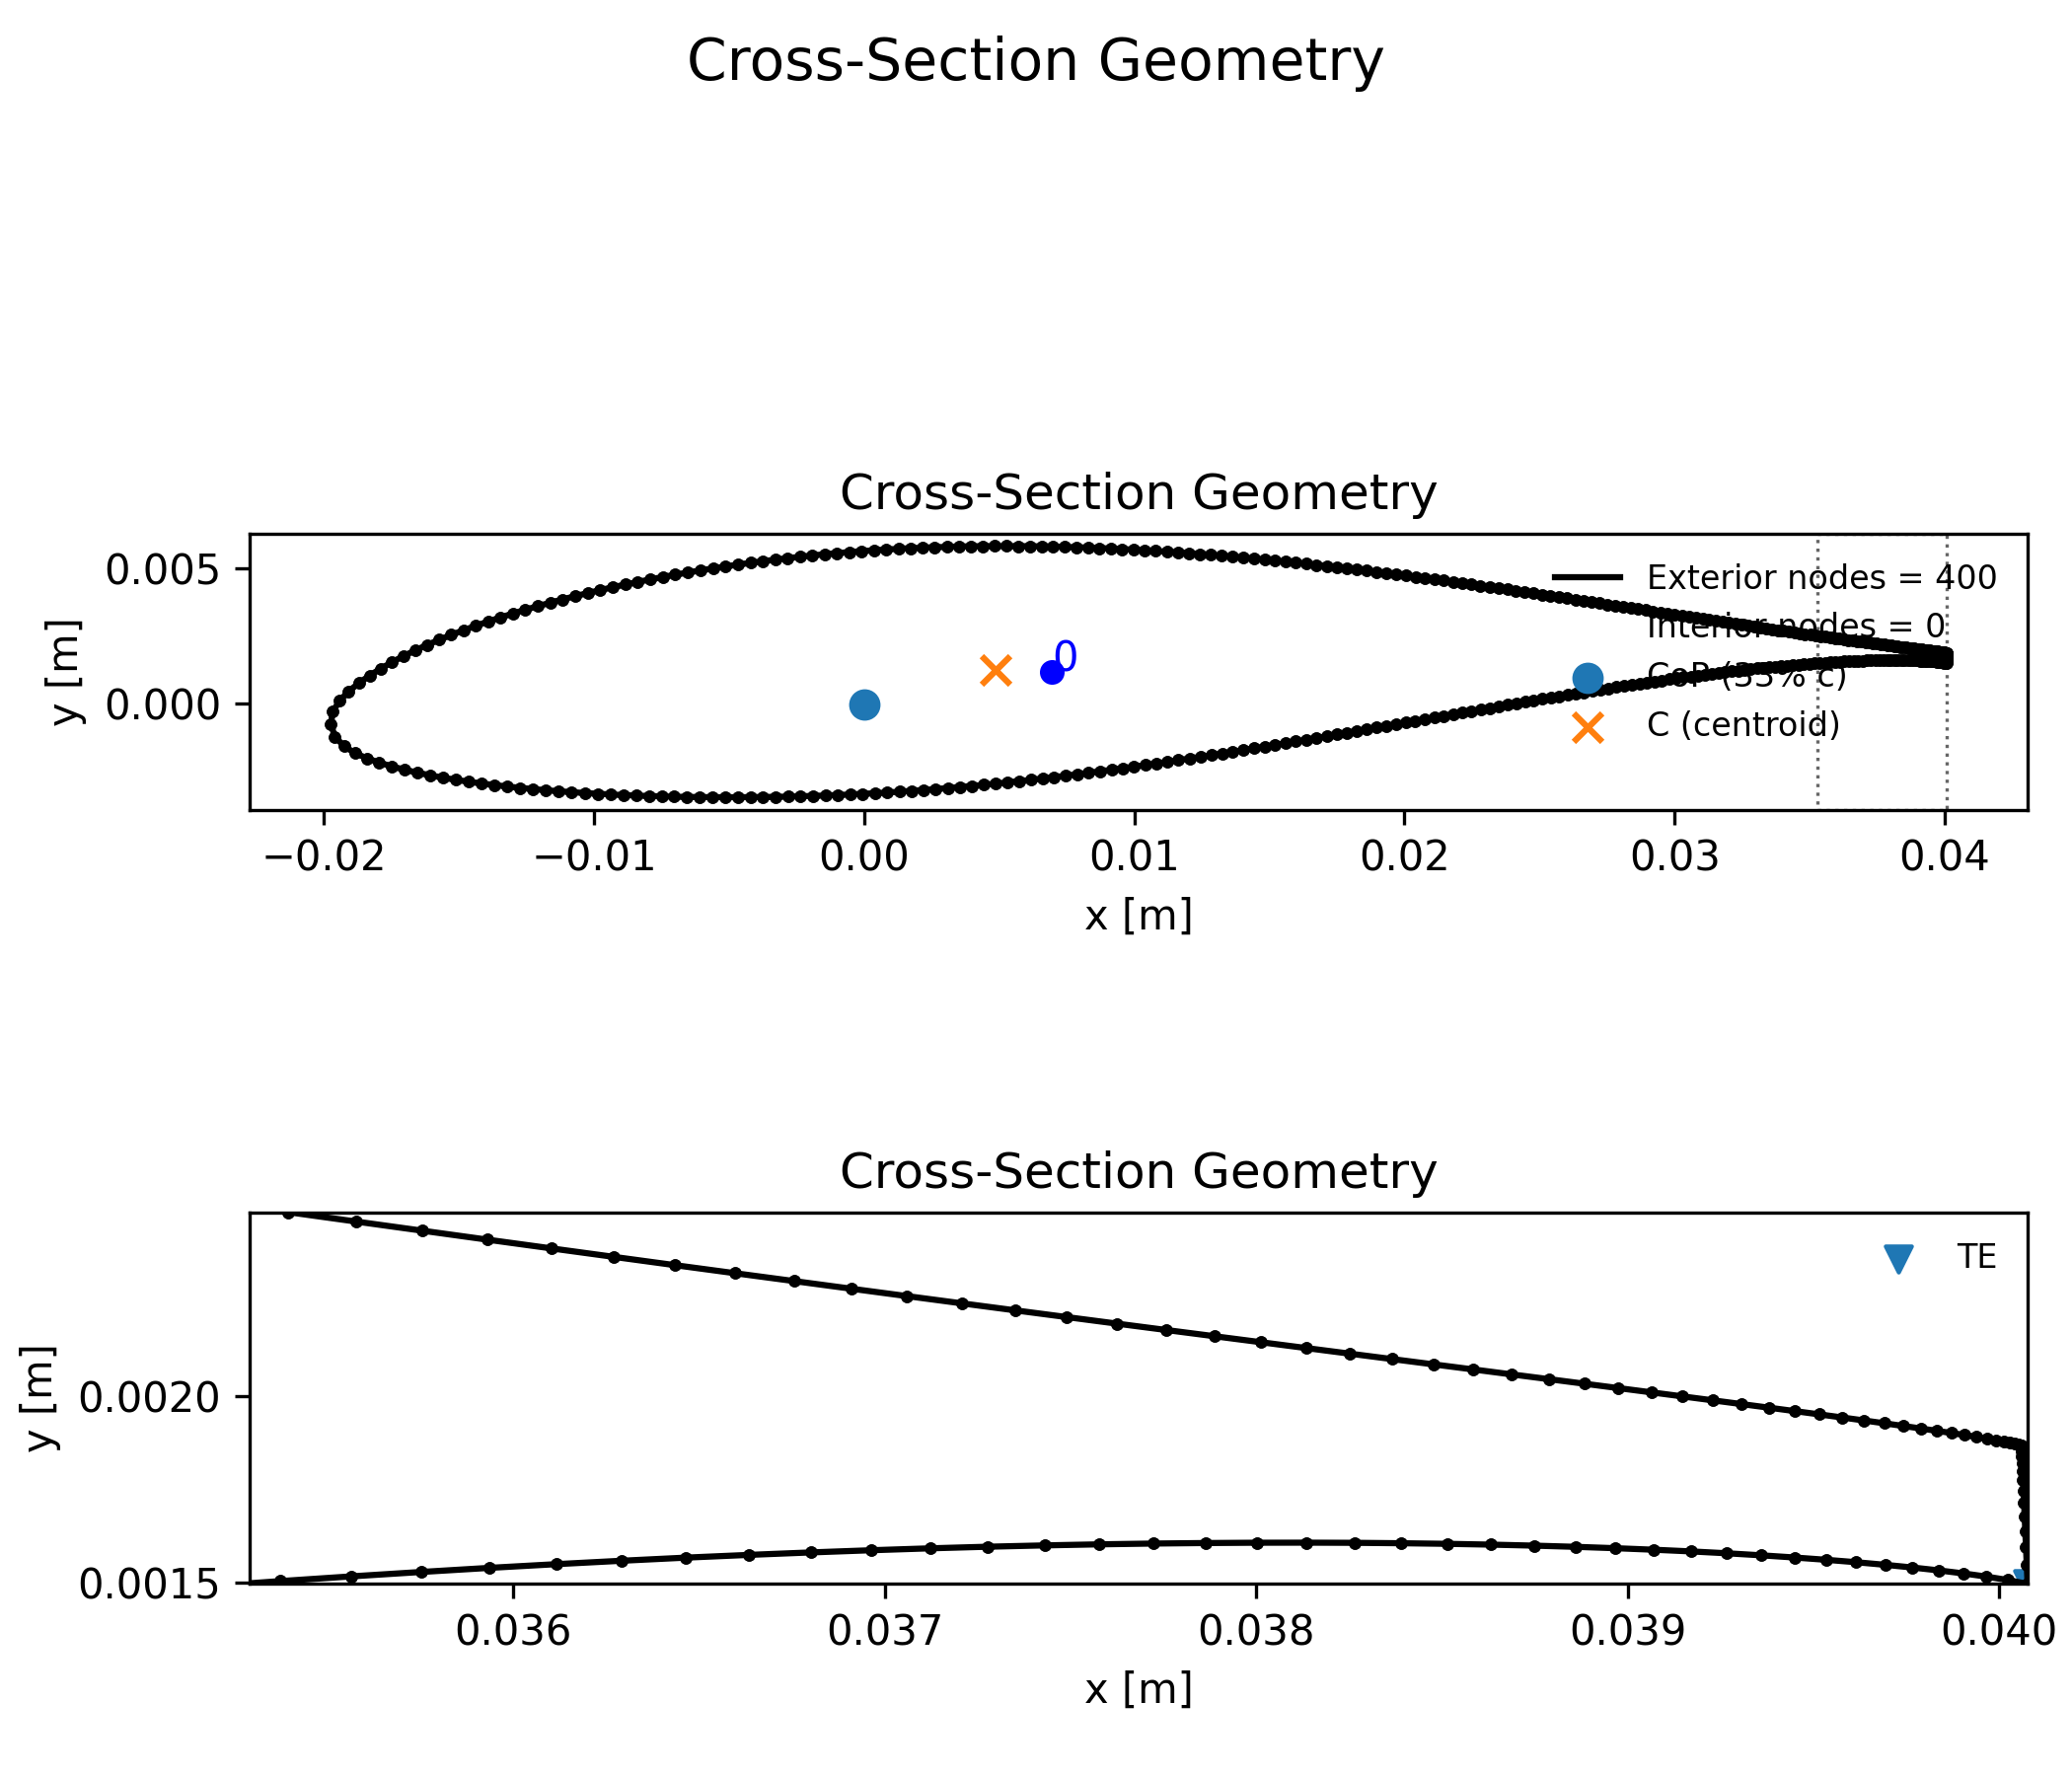 Cross-Section Geometry
Cross-Section Geometry
0.005
0.000
y [m]
0
Exterior nodes = 400
Interior nodes = 0
CoP (33% c)
C (centroid)
−0.02 −0.01 0.00 0.01 0.02 0.03 0.04
x [m]
Cross-Section Geometry
TE
0.0020
0.0015
y [m]
0.036 0.037 0.038 0.039 0.040
x [m]